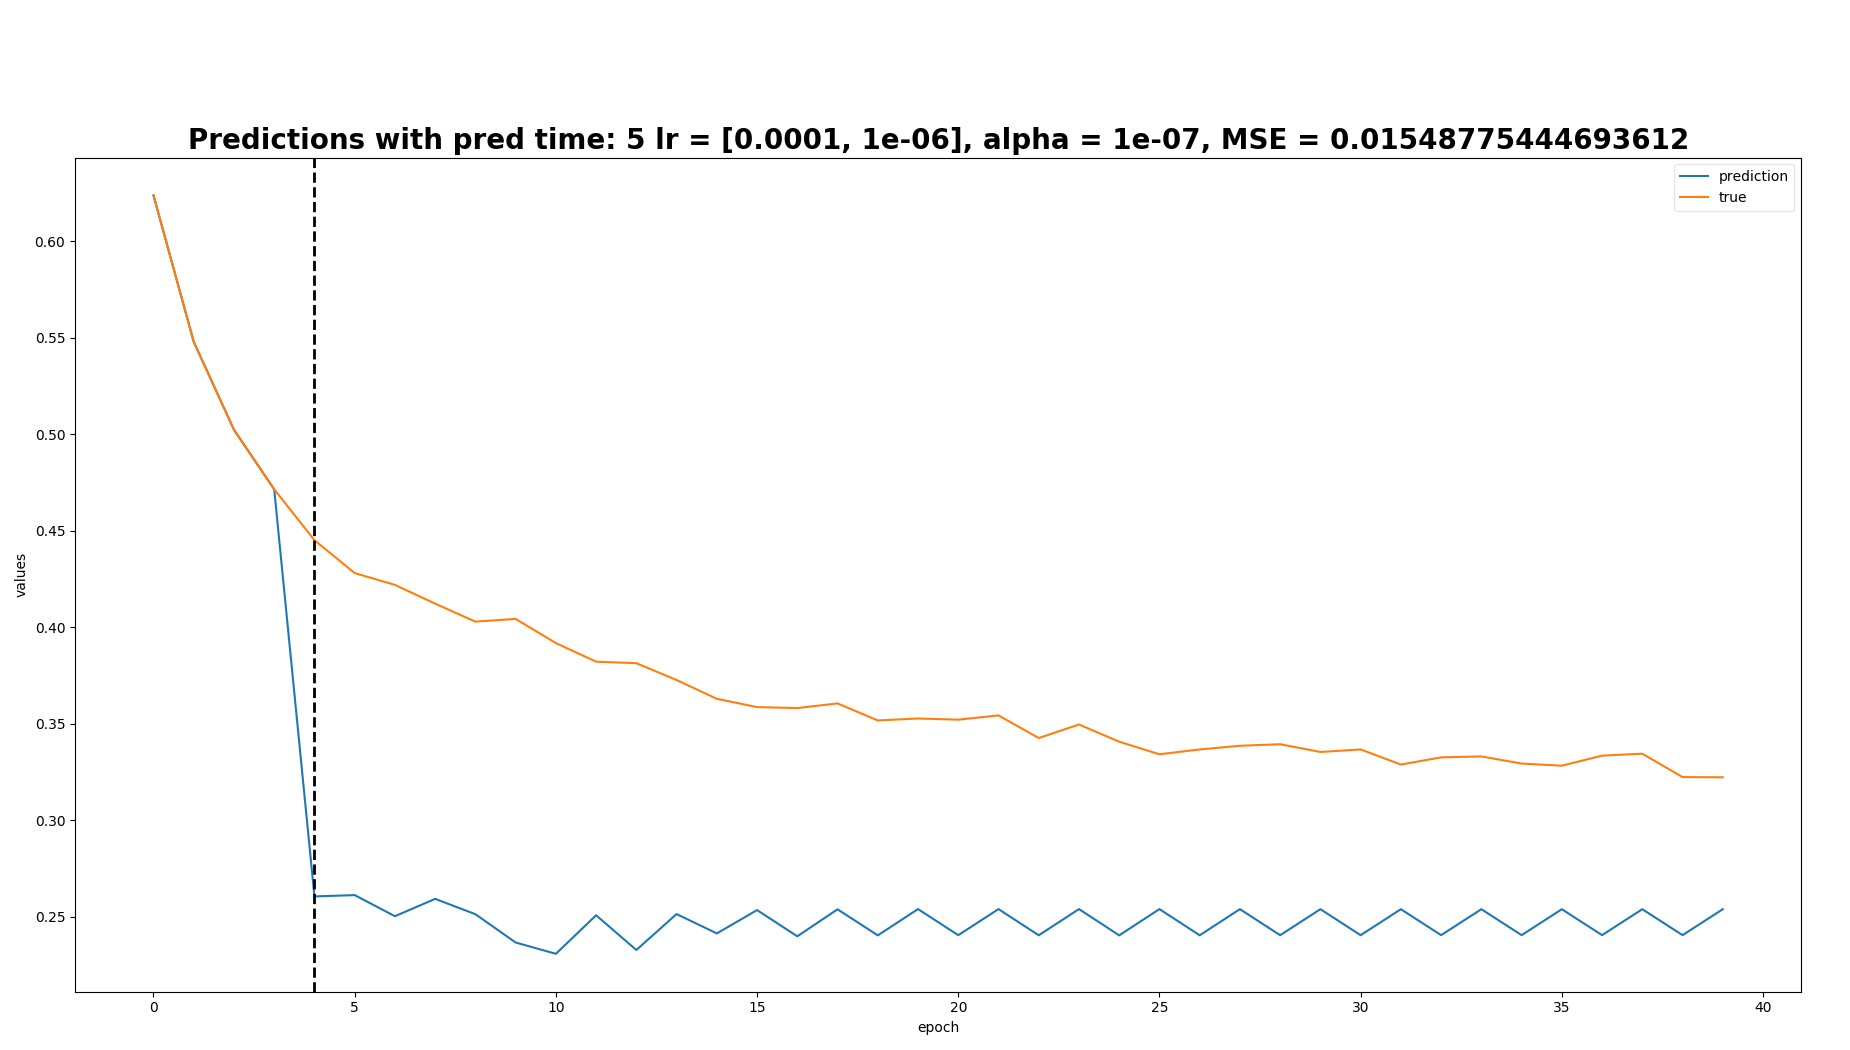 Predictions with pred time: 5 lr = [0.0001, 1e-06], alpha = 1e-07, MSE = 0.01548775444693612
prediction
true
0.60
0.55
0.50
0.45
0.40
0.35
0.30
0.25
values
0 5 10 15 20 25 30 35 40
epoch